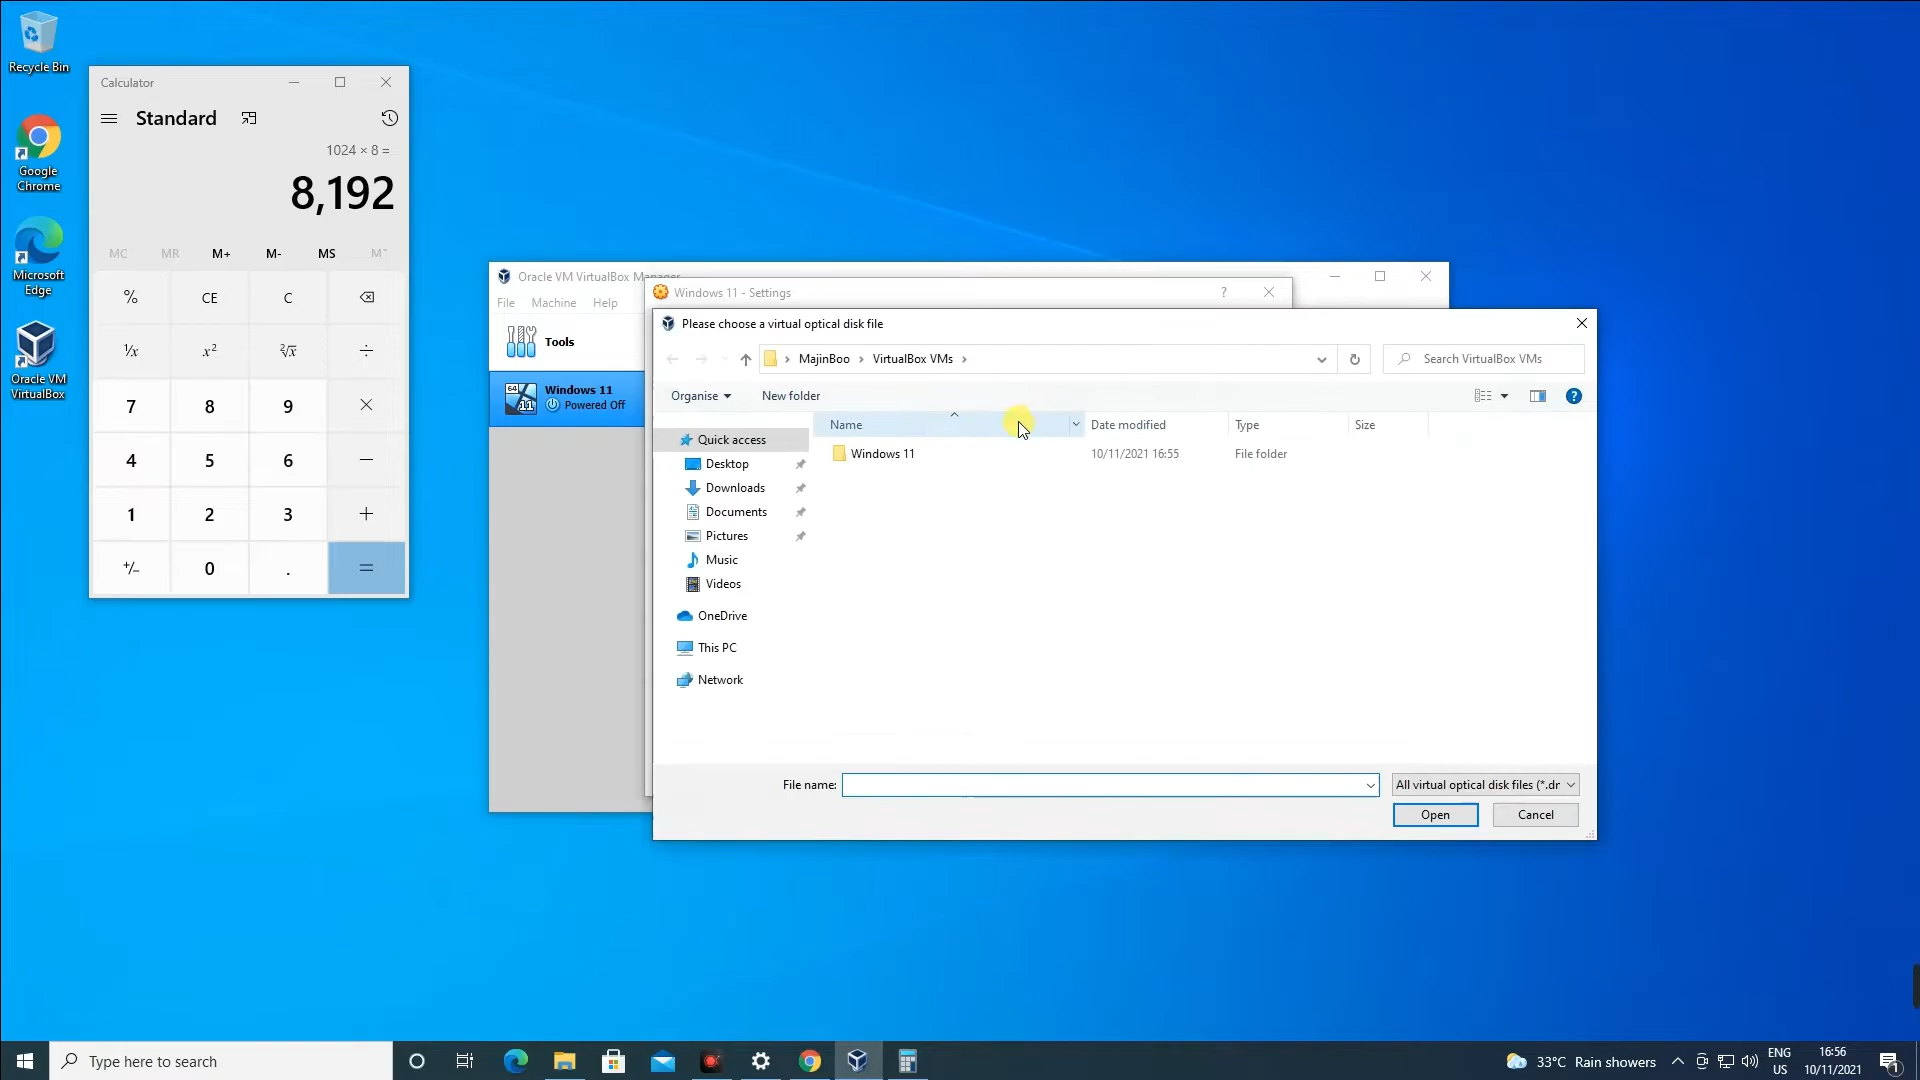 Recycle Bin
Google
Chrome
Microsoft
Edge
Oracle VM
VirtualBox
Calculator
Standard
1024 × 8 =
8,192
MC MR M+ M- MS M˅
% CE C
¹/x x² ²√x ÷
7 8 9 ×
4 5 6 −
1 2 3 +
+/− 0 . =
Oracle VM VirtualBox Manager
File Machine Help
Tools
Windows 11
Powered Off
64
11
Windows 11 - Settings
?
Please choose a virtual optical disk file
MajinBoo › VirtualBox VMs ›
Search VirtualBox VMs
Organise
New folder
?
Name Date modified Type Size
Windows 11 10/11/2021 16:55 File folder
Quick access
Desktop
Downloads
Documents
Pictures
Music
Videos
OneDrive
This PC
Network
File name:
All virtual optical disk files (*.dr
Open
Cancel
Type here to search
33°C Rain showers
ENG
US
16:56
10/11/2021
1